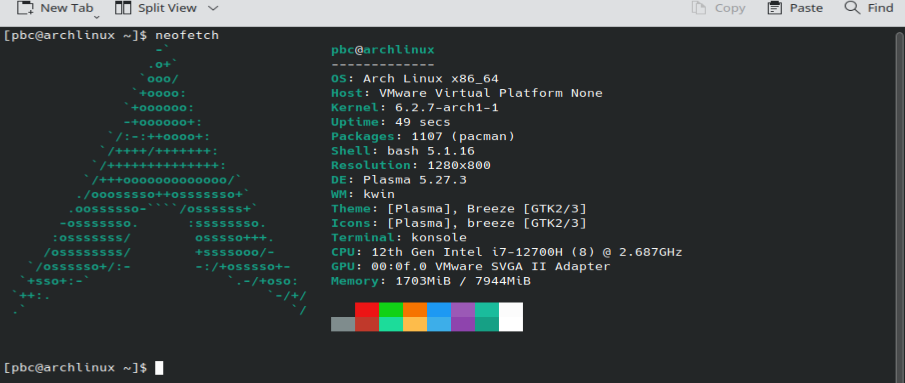 New Tab Split View Copy Paste Find
[pbc@archlinux ~]$ neofetch
-` pbc@archlinux
.o+` -------------
`ooo/ OS: Arch Linux x86_64
`+oooo: Host: VMware Virtual Platform None
`+oooooo: Kernel: 6.2.7-arch1-1
-+oooooo+: Uptime: 49 secs
`/:-:++oooo+: Packages: 1107 (pacman)
`/++++/+++++++: Shell: bash 5.1.16
`/++++++++++++++: Resolution: 1280x800
`/+++ooooooooooooo/` DE: Plasma 5.27.3
./ooosssso++osssssso+` WM: kwin
.oossssso-````/ossssss+` Theme: [Plasma], Breeze [GTK2/3]
-osssssso. :ssssssso. Icons: [Plasma], breeze [GTK2/3]
:osssssss/ osssso+++. Terminal: konsole
/ossssssss/ +ssssooo/- CPU: 12th Gen Intel i7-12700H (8) @ 2.687GHz
`/ossssso+/:- -:/+osssso+- GPU: 00:0f.0 VMware SVGA II Adapter
`+sso+:-` `.-/+oso: Memory: 1703MiB / 7944MiB
`++:. `-/+/
.` `/
[pbc@archlinux ~]$